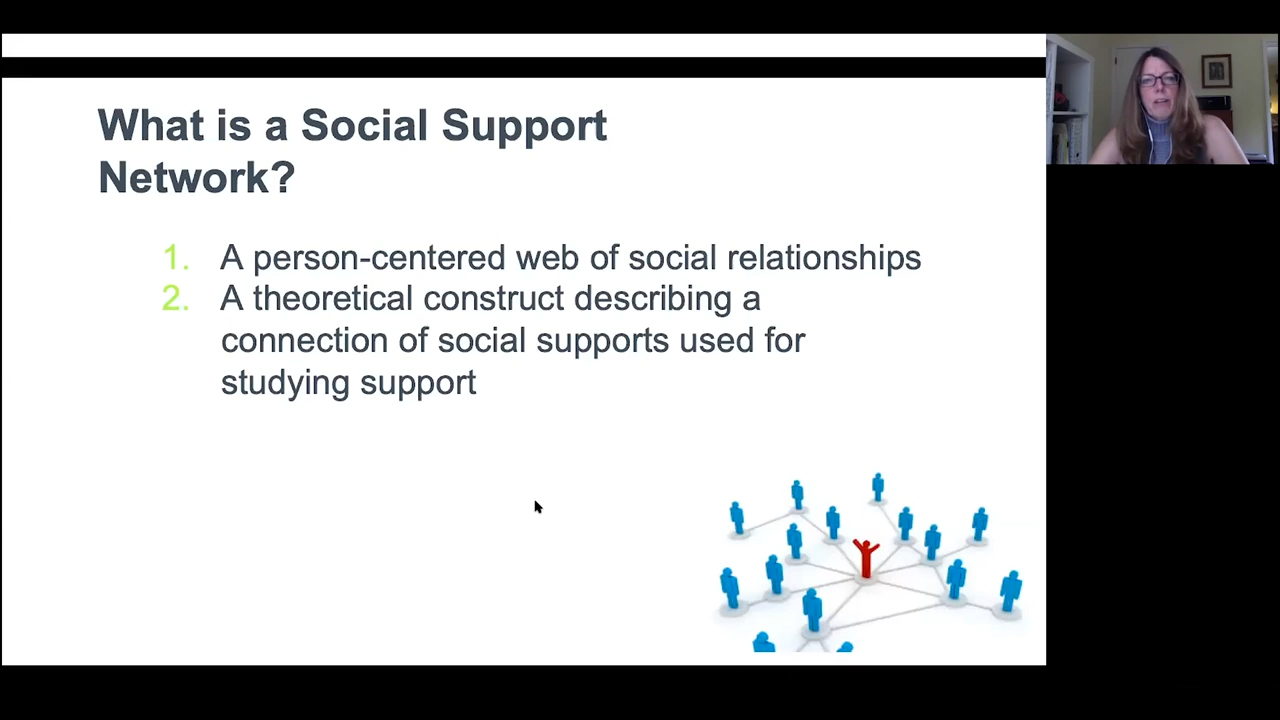 What is a Social Support
Network?
1. A person-centered web of social relationships
2. A theoretical construct describing a
connection of social supports used for
studying support